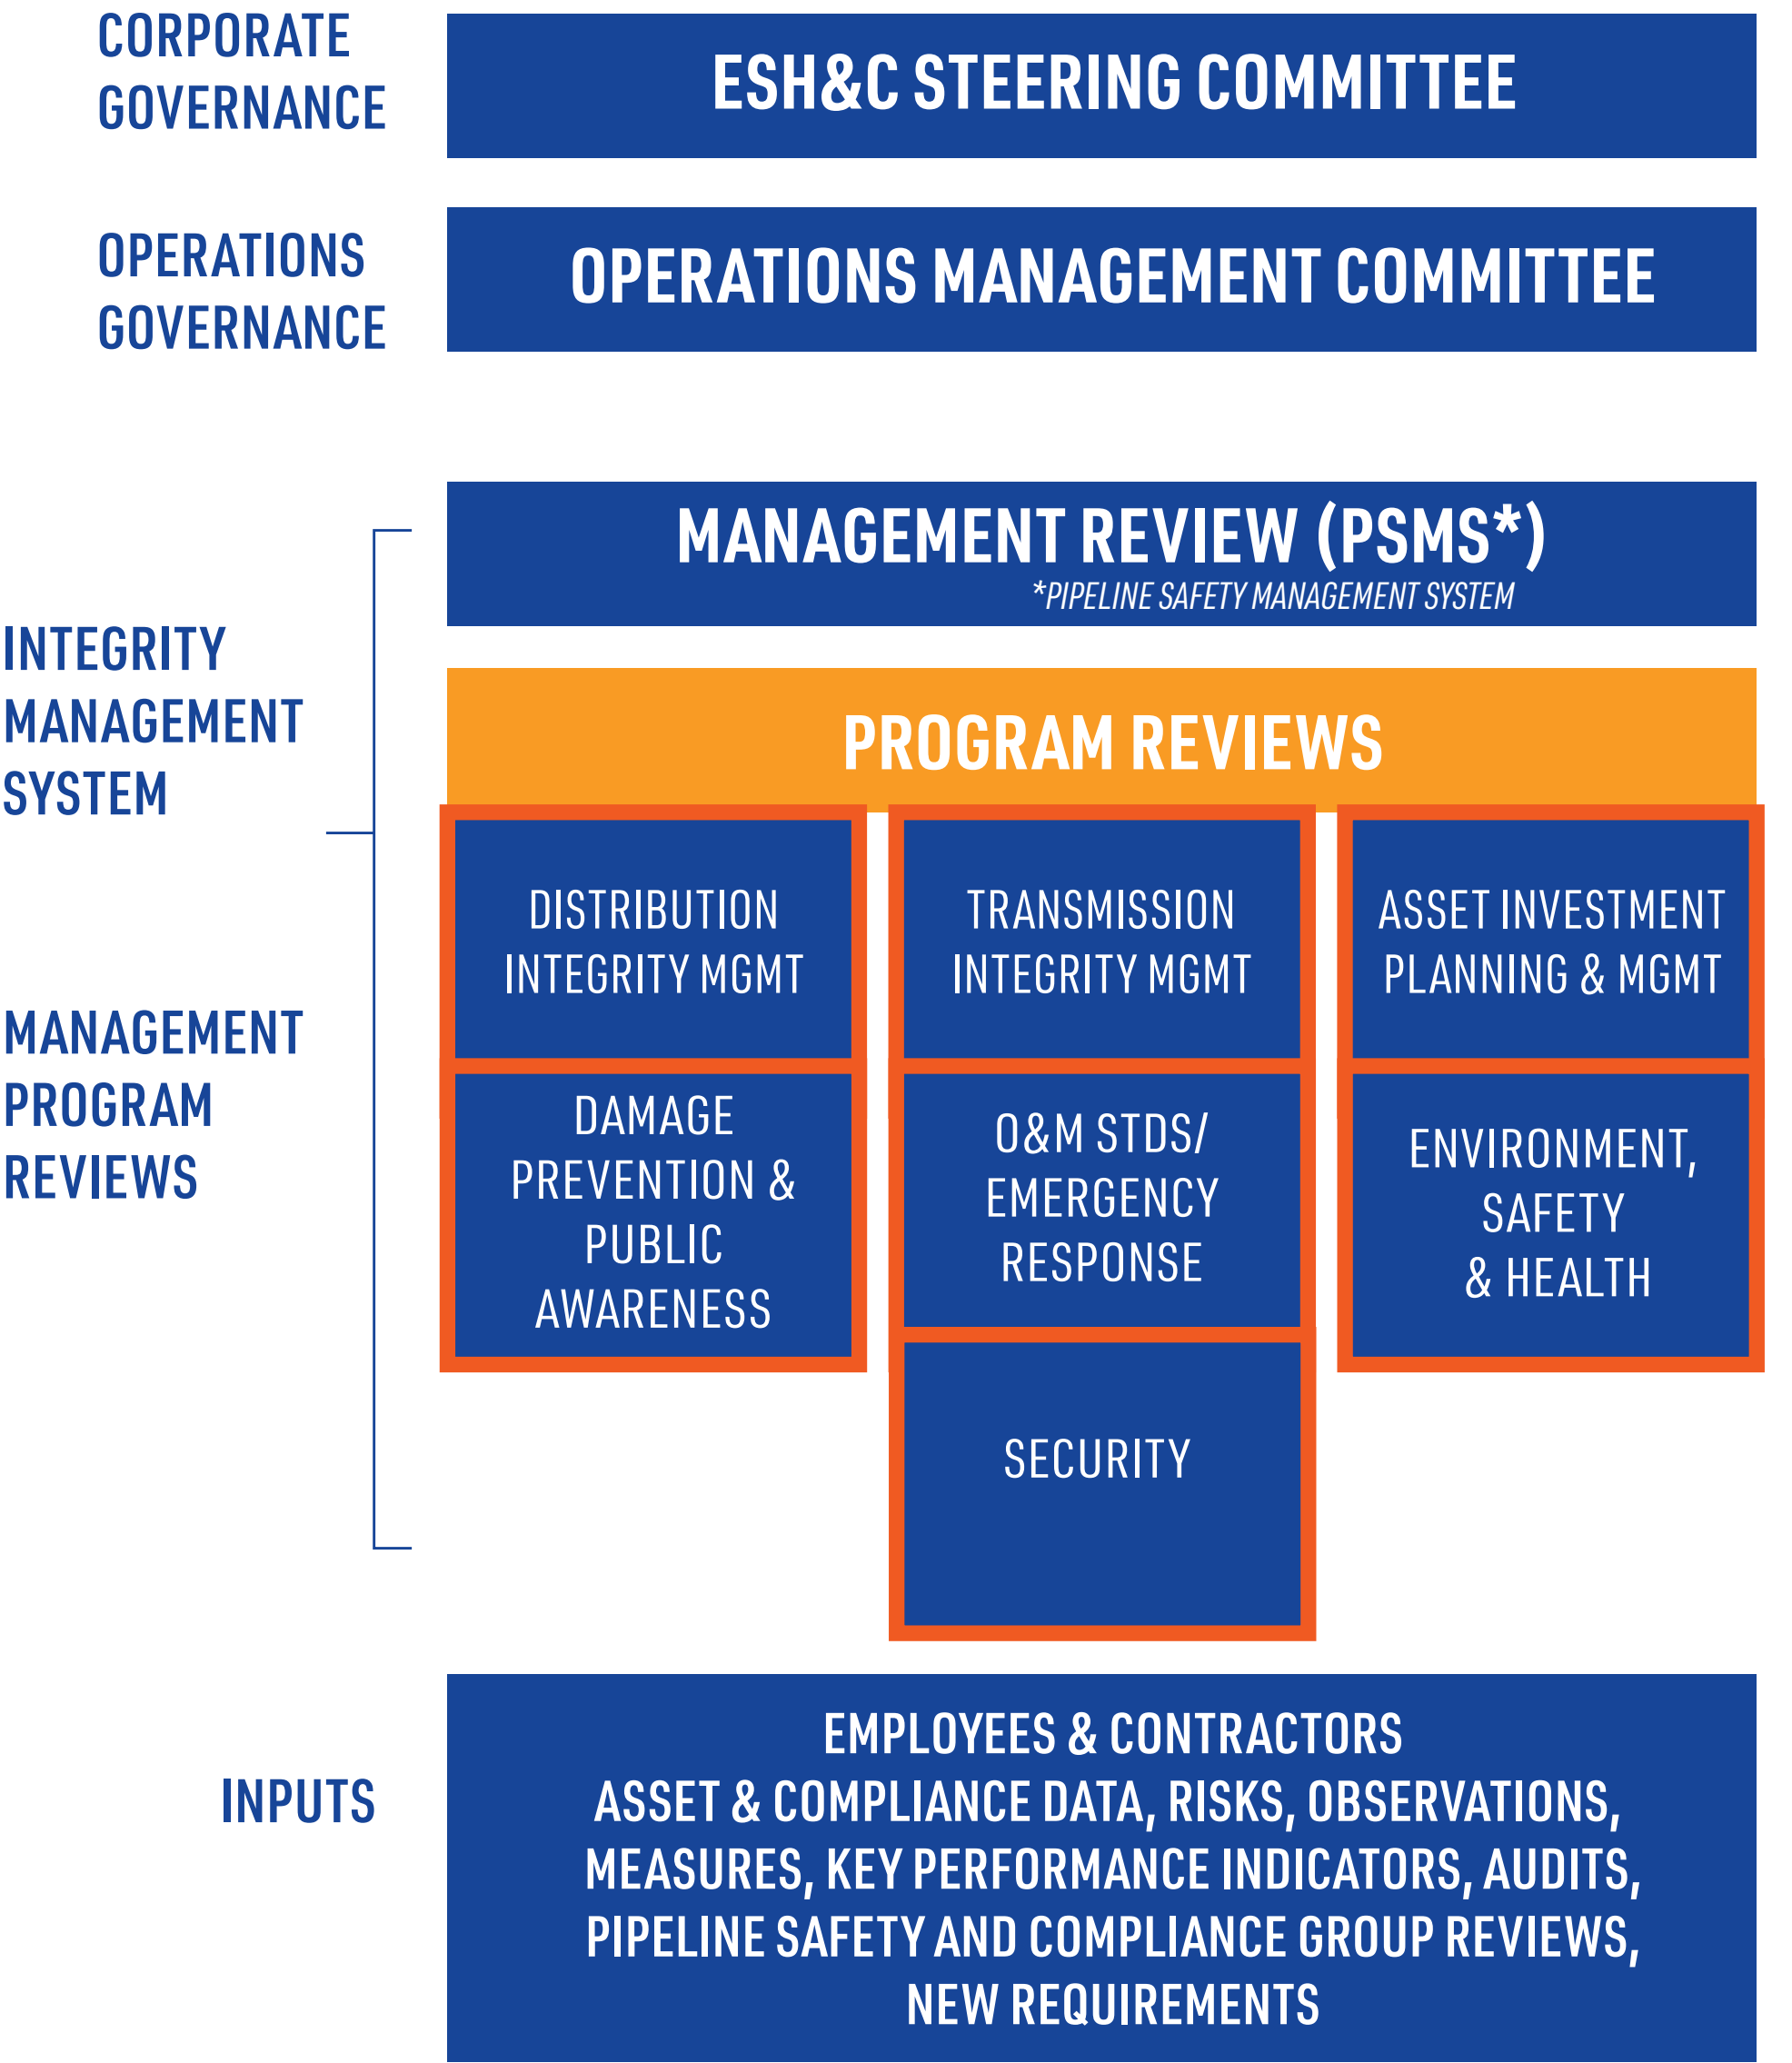 CORPORATE
GOVERNANCE
ESH&C STEERING COMMITTEE
OPERATIONS
GOVERNANCE
OPERATIONS MANAGEMENT COMMITTEE
INTEGRITY
MANAGEMENT
SYSTEM
MANAGEMENT
PROGRAM
REVIEWS
MANAGEMENT REVIEW (PSMS*)
*PIPELINE SAFETY MANAGEMENT SYSTEM
PROGRAM REVIEWS
DISTRIBUTION
INTEGRITY MGMT
TRANSMISSION
INTEGRITY MGMT
ASSET INVESTMENT
PLANNING & MGMT
DAMAGE
PREVENTION &
PUBLIC
AWARENESS
O&M STDS/
EMERGENCY
RESPONSE
ENVIRONMENT,
SAFETY
& HEALTH
SECURITY
INPUTS
EMPLOYEES & CONTRACTORS
ASSET & COMPLIANCE DATA, RISKS, OBSERVATIONS,
MEASURES, KEY PERFORMANCE INDICATORS, AUDITS,
PIPELINE SAFETY AND COMPLIANCE GROUP REVIEWS,
NEW REQUIREMENTS